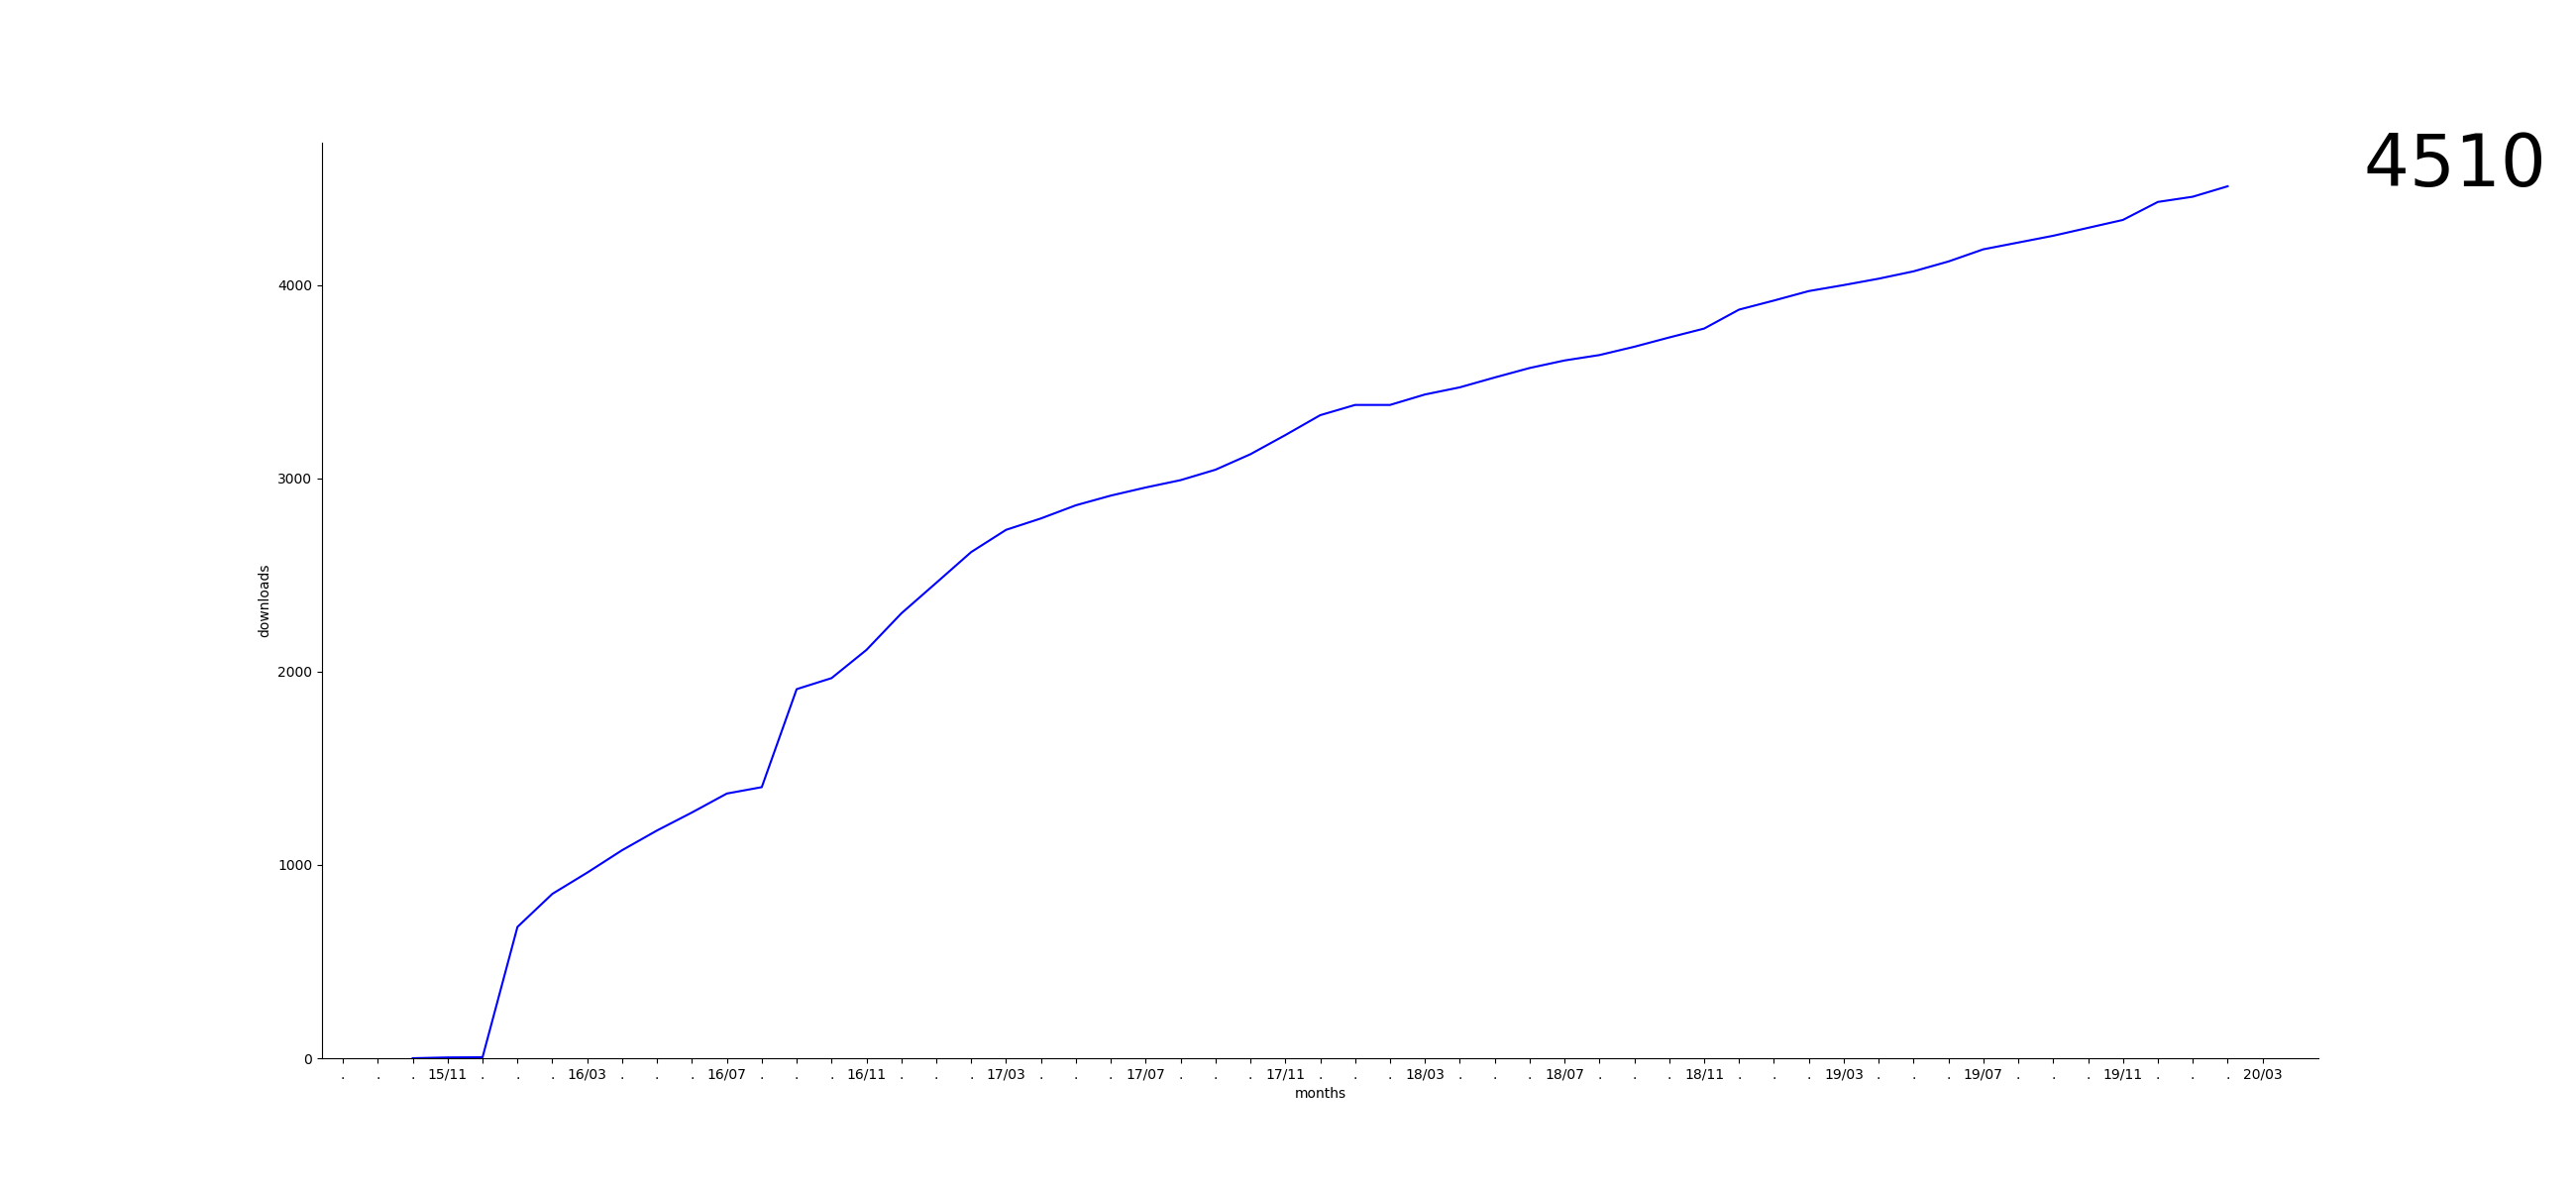 4510
4000
3000
downloads
2000
1000
0
. . . 15/11 . . . 16/03 . . . 16/07 . . . 16/11 . . . 17/03 . . . 17/07 . . . 17/11 . . . 18/03 . . . 18/07 . . . 18/11 . . . 19/03 . . . 19/07 . . . 19/11 . . . 20/03
months